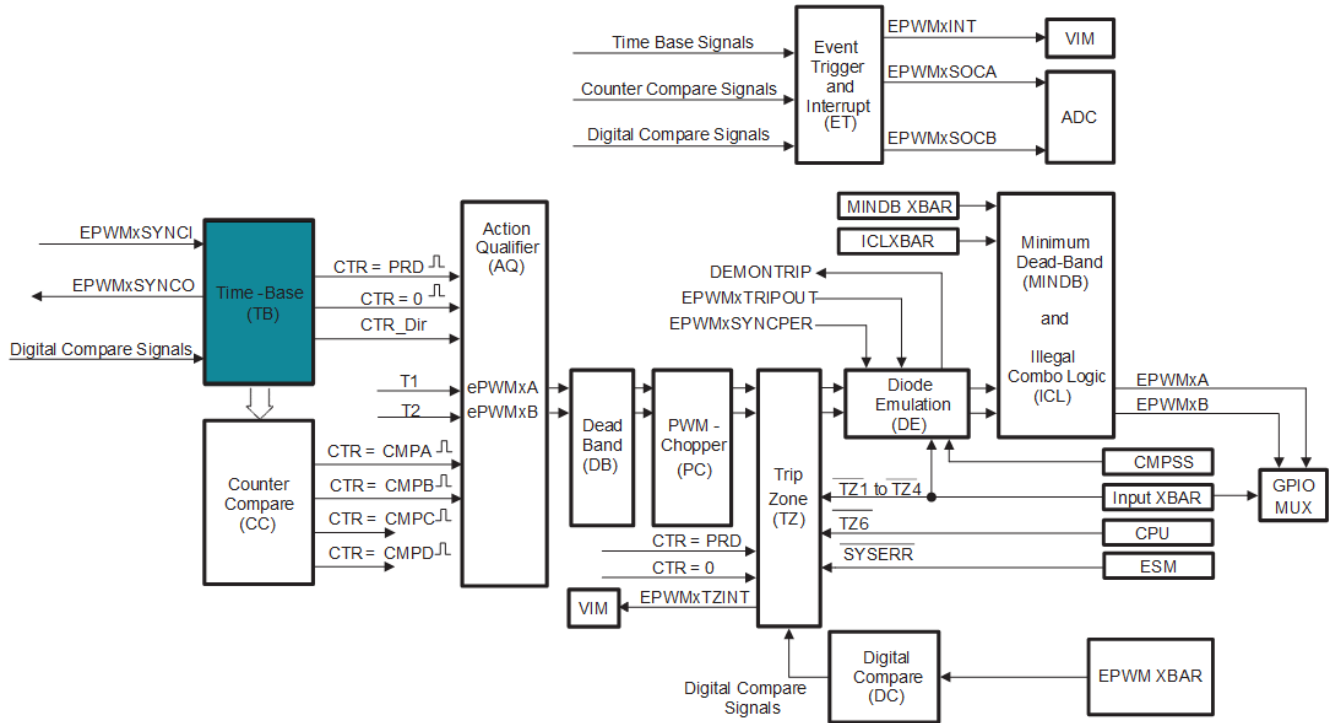 Time Base Signals
Counter Compare Signals
Digital Compare Signals
Event
Trigger
and
Interrupt
(ET)
EPWMxINT
EPWMxSOCA
EPWMxSOCB
VIM
ADC
EPWMxSYNCI
EPWMxSYNCO
Digital Compare Signals
Time -Base
(TB)
CTR = PRD
CTR = 0
CTR_Dir
Counter
Compare
(CC)
CTR = CMPA
CTR = CMPB
CTR = CMPC
CTR = CMPD
T1
T2
Action
Qualifier
(AQ)
ePWMxA
ePWMxB
Dead
Band
(DB)
PWM -
Chopper
(PC)
Trip
Zone
(TZ)
CTR = PRD
CTR = 0
EPWMxTZINT
VIM
MINDB XBAR
ICLXBAR
DEMONTRIP
EPWMxTRIPOUT
EPWMxSYNCPER
Diode
Emulation
(DE)
Minimum
Dead-Band
(MINDB)
and
Illegal
Combo Logic
(ICL)
EPWMxA
EPWMxB
TZ1 to TZ4
TZ6
SYSERR
CMPSS
Input XBAR
CPU
ESM
GPIO
MUX
Digital Compare
Signals
Digital
Compare
(DC)
EPWM XBAR